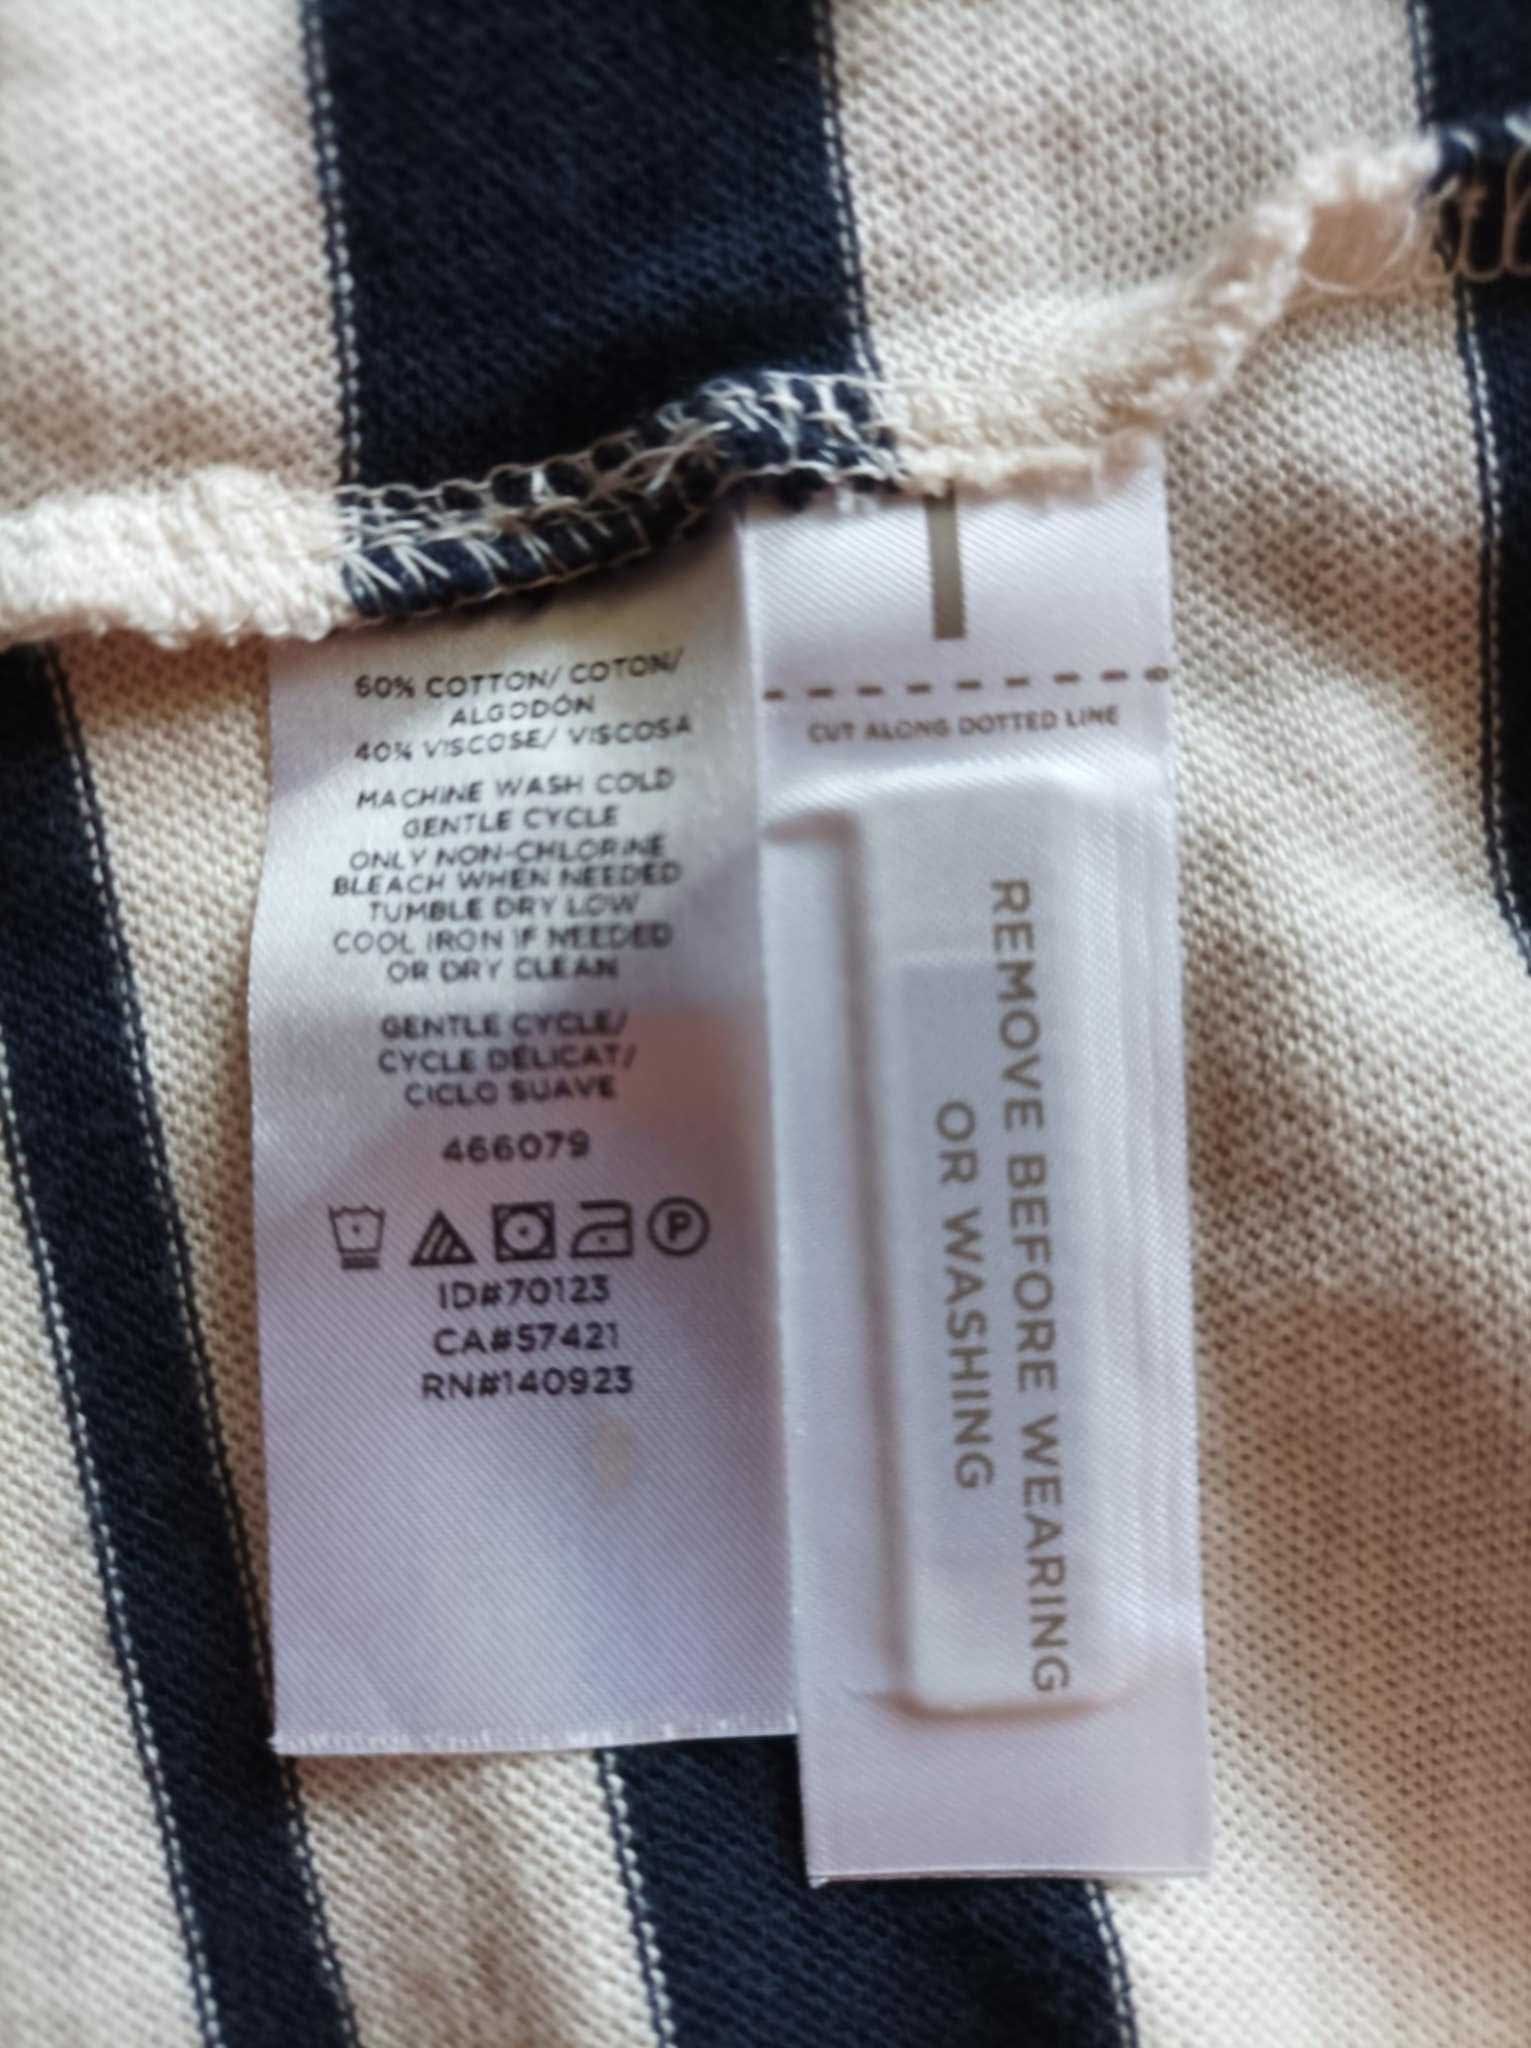 60% COTTON/ COTON/
ALGODÓN
40% VISCOSE/ VISCOSA
MACHINE WASH COLD
GENTLE CYCLE
ONLY NON-CHLORINE
BLEACH WHEN NEEDED
TUMBLE DRY LOW
COOL IRON IF NEEDED
OR DRY CLEAN
GENTLE CYCLE/
CYCLE DÉLICAT/
CICLO SUAVE
466079
P
ID#70123
CA#57421
RN#140923
CUT ALONG DOTTED LINE
REMOVE BEFORE WEARING
OR WASHING